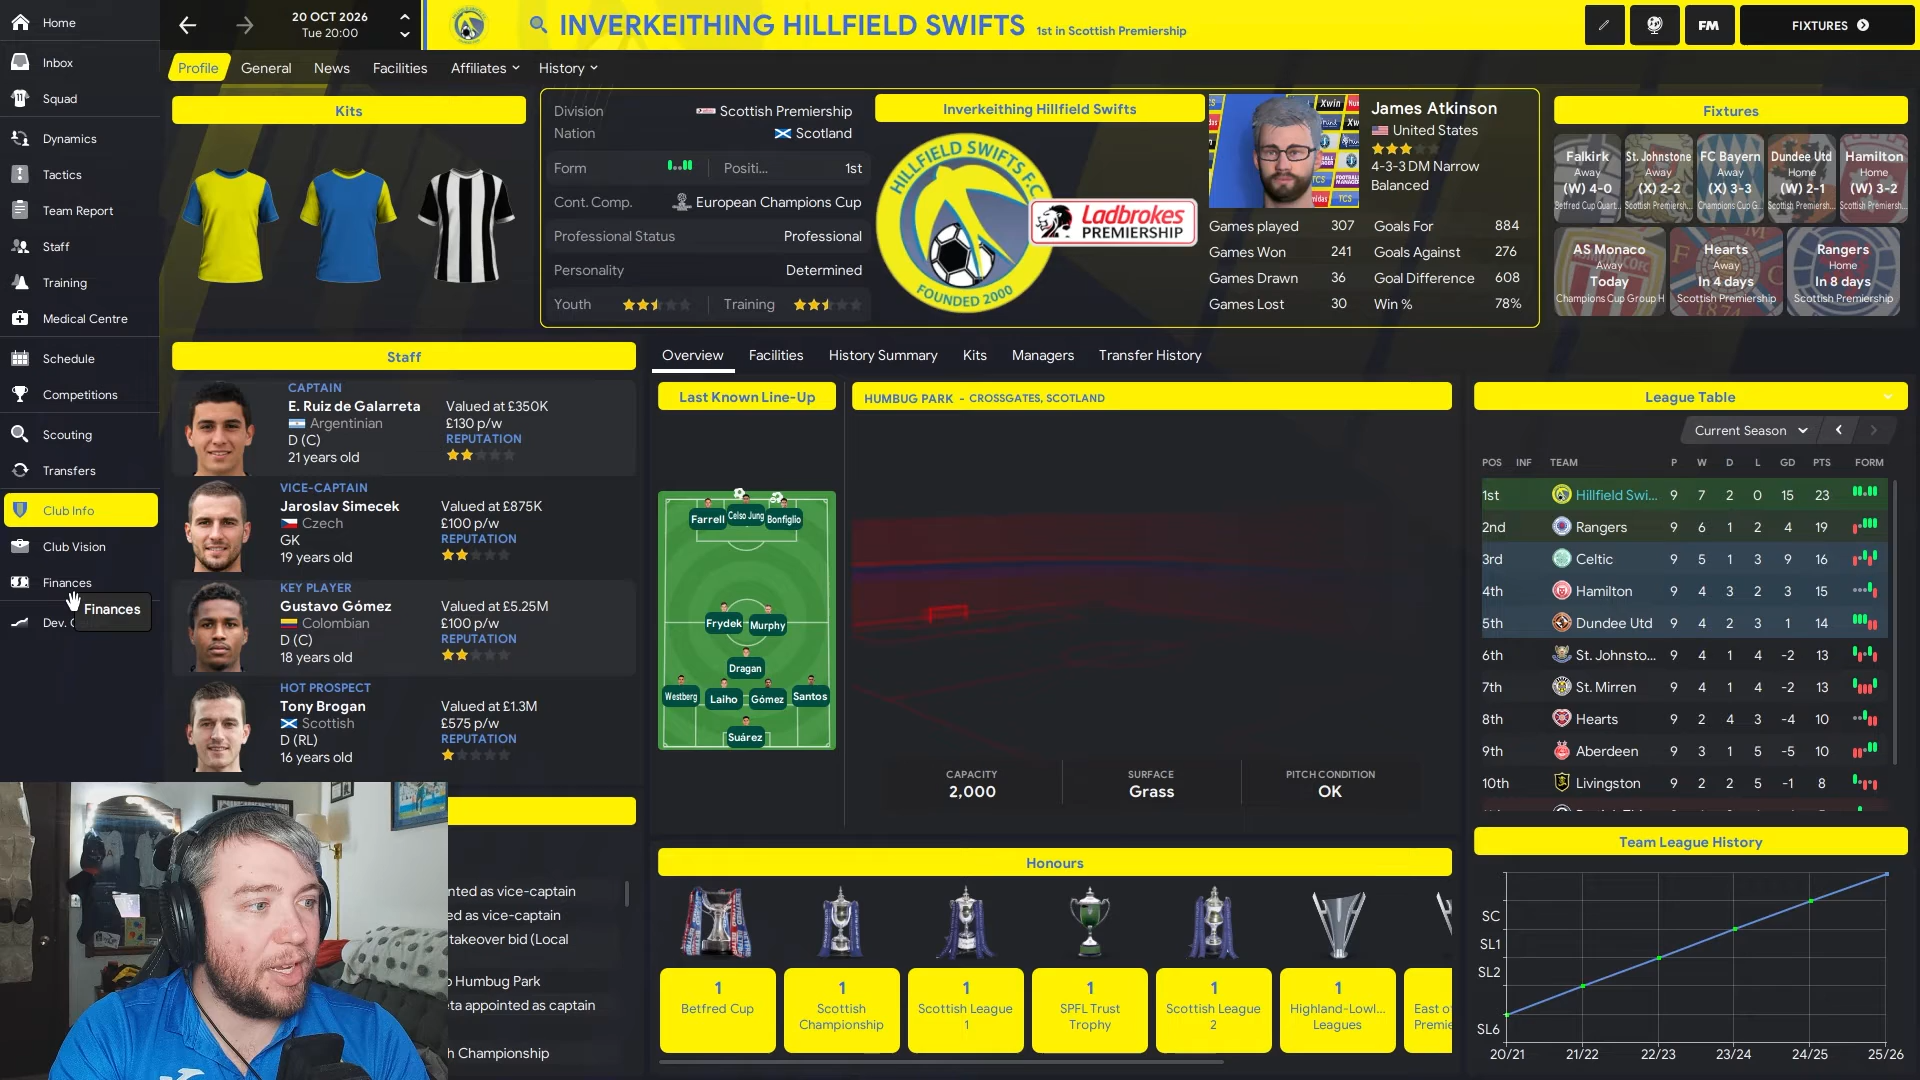 Home
Inbox
Squad
Dynamics
Tactics
Team Report
Staff
Training
Medical Centre
Schedule
Competitions
Scouting
Transfers
Club Info
Club Vision
Finances
Finances
Dev.
20 OCT 2026
Tue 20:00
INVERKEITHING HILLFIELD SWIFTS
1st in Scottish Premiership
FM
FIXTURES
Profile General News Facilities Affiliates History
Kits
Division Scottish Premiership
Nation Scotland
Form Positi... 1st
Cont. Comp. European Champions Cup
Professional Status Professional
Personality Determined
Youth Training
Inverkeithing Hillfield Swifts
HILLFIELD SWIFTS F.C.
FOUNDED 2000
Ladbrokes
PREMIERSHIP
James Atkinson
United States
4-3-3 DM Narrow
Balanced
Games played 307 Goals For 884
Games Won 241 Goals Against 276
Games Drawn 36 Goal Difference 608
Games Lost 30 Win % 78%
Fixtures
Falkirk
Away
(W) 4-0
Betfred Cup Quart...
St. Johnstone
Away
(X) 2-2
Scottish Premiersh...
FC Bayern
Away
(X) 3-3
Champions Cup G...
Dundee Utd
Home
(W) 2-1
Scottish Premiersh...
Hamilton
Home
(W) 3-2
Scottish Premiersh...
AS Monaco
Away
Today
Champions Cup Group H
Hearts
Away
In 4 days
Scottish Premiership
Rangers
Home
In 8 days
Scottish Premiership
Staff
CAPTAIN
E. Ruiz de Galarreta
Argentinian
D (C)
21 years old
Valued at £350K
£130 p/w
REPUTATION
VICE-CAPTAIN
Jaroslav Simecek
Czech
GK
19 years old
Valued at £875K
£100 p/w
REPUTATION
KEY PLAYER
Gustavo Gómez
Colombian
D (C)
18 years old
Valued at £5.25M
£100 p/w
REPUTATION
HOT PROSPECT
Tony Brogan
Scottish
D (RL)
16 years old
Valued at £1.3M
£575 p/w
REPUTATION
nted as vice-captain
ed as vice-captain
takeover bid (Local
Humbug Park
eta appointed as captain
h Championship
Overview Facilities History Summary Kits Managers Transfer History
Last Known Line-Up
Farrell Celso Jung Bonfiglio
Frydek Murphy
Dragan
Westberg Laiho Gómez Santos
Suárez
HUMBUG PARK - CROSSGATES, SCOTLAND
CAPACITY
2,000
SURFACE
Grass
PITCH CONDITION
OK
Honours
1
Betfred Cup
1
Scottish
Championship
1
Scottish League
1
1
SPFL Trust
Trophy
1
Scottish League
2
1
Highland-Lowl...
Leagues
East o
Premie
League Table
Current Season
POS INF TEAM P W D L GD PTS FORM
1st Hillfield Swi... 9 7 2 0 15 23
2nd Rangers 9 6 1 2 4 19
3rd Celtic 9 5 1 3 9 16
4th Hamilton 9 4 3 2 3 15
5th Dundee Utd 9 4 2 3 1 14
6th St. Johnsto... 9 4 1 4 -2 13
7th St. Mirren 9 4 1 4 -2 13
8th Hearts 9 2 4 3 -4 10
9th Aberdeen 9 3 1 5 -5 10
10th Livingston 9 2 2 5 -1 8
Team League History
SC
SL1
SL2
SL6
20/21 21/22 22/23 23/24 24/25 25/26